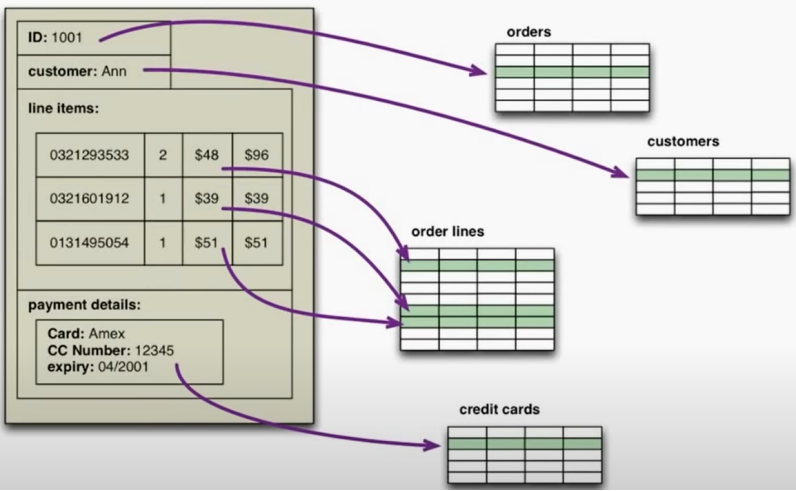 ID: 1001
customer: Ann
line items:
0321293533 2 $48 $96
0321601912 1 $39 $39
0131495054 1 $51 $51
payment details:
Card: Amex
CC Number: 12345
expiry: 04/2001
orders
customers
order lines
credit cards